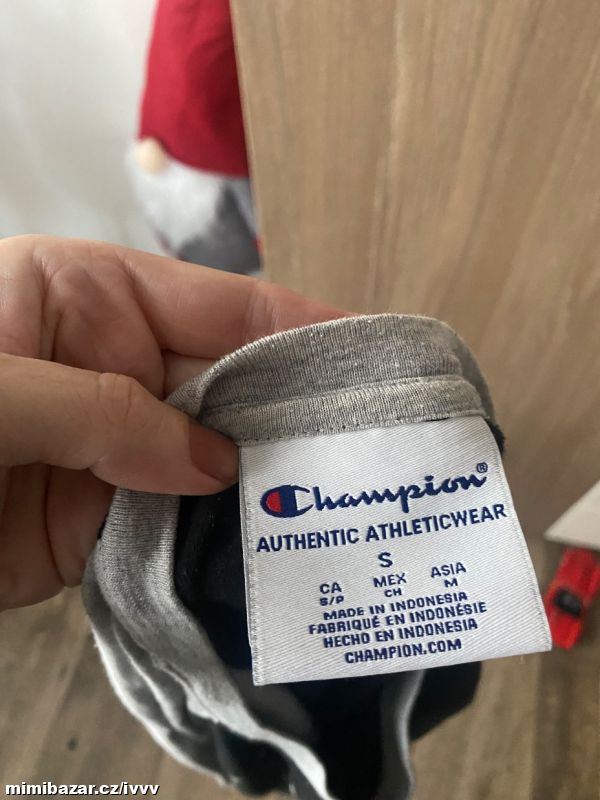 Champion®
AUTHENTIC ATHLETICWEAR
S
CA MEX ASIA
S/P CH M
MADE IN INDONESIA
FABRIQUÉ EN INDONÉSIE
HECHO EN INDONESIA
CHAMPION.COM
mimibazar.cz/ivvv